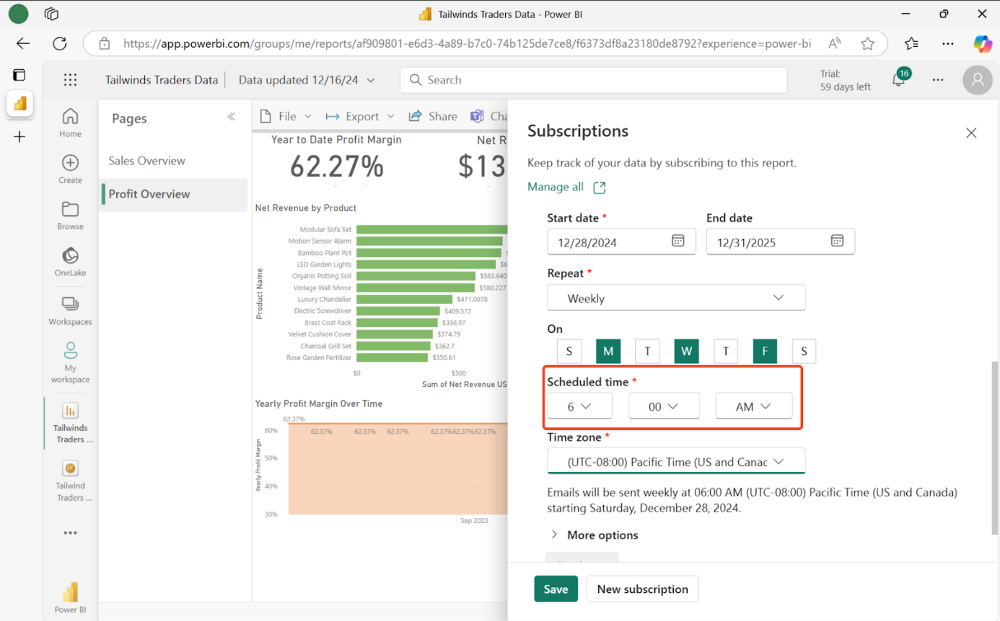 Tailwinds Traders Data - Power BI
https://app.powerbi.com/groups/me/reports/af909801-e6d3-4a89-b7c0-74b125de7ce8/f6373df8a23180de8792?experience=power-bi
Tailwinds Traders Data
Data updated 12/16/24
Search
Trial:
59 days left
16
Home
Create
Browse
OneLake
Workspaces
My
workspace
Tailwinds
Traders ...
Tailwind
Traders ...
Power BI
Pages
Sales Overview
Profit Overview
File
Export
Share
Cha
Year to Date Profit Margin
62.27%
Net R
$13
Net Revenue by Product
Product Name
Modular Sofa Set
Motion Sensor Alarm
Bamboo Plant Pot
LED Garden Lights
Organic Potting Soil $583.640
Vintage Wall Mirror $580.227
Luxury Chandelier $471.0078
Electric Screwdriver $409.572
Brass Coat Rack $398.97
Velvet Cushion Cover $374.79
Charcoal Grill Set $362.7
Rose Garden Fertilizer $350.61
$0 $500
Sum of Net Revenue US
Yearly Profit Margin Over Time
Yearly Profit Margin
62.37%
60% 62.37% 62.37% 62.37% 62.37%62.37%62.37%
50%
40%
30%
Sep 2023
Subscriptions
Keep track of your data by subscribing to this report.
Manage all
Start date * End date
12/28/2024 12/31/2025
Repeat *
Weekly
On
S M T W T F S
Scheduled time *
6 00 AM
Time zone *
(UTC-08:00) Pacific Time (US and Canac
Emails will be sent weekly at 06:00 AM (UTC-08:00) Pacific Time (US and Canada)
starting Saturday, December 28, 2024.
More options
Save New subscription